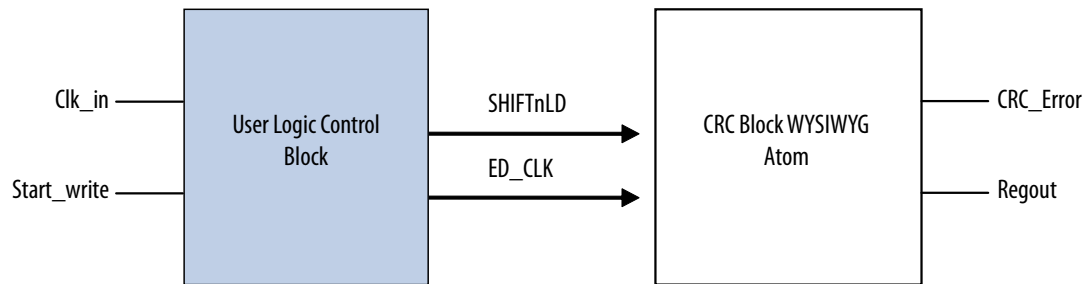 Clk_in
Start_write
User Logic Control
Block
SHIFTnLD
ED_CLK
CRC Block WYSIWYG
Atom
CRC_Error
Regout